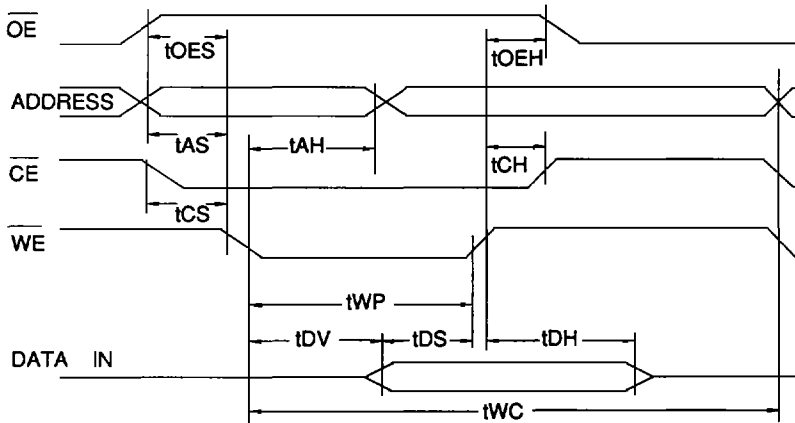 OE
tOES
tOEH
ADDRESS
tAS
tAH
tCH
CE
tCS
WE
tWP
tDV
tDS
tDH
DATA IN
tWC